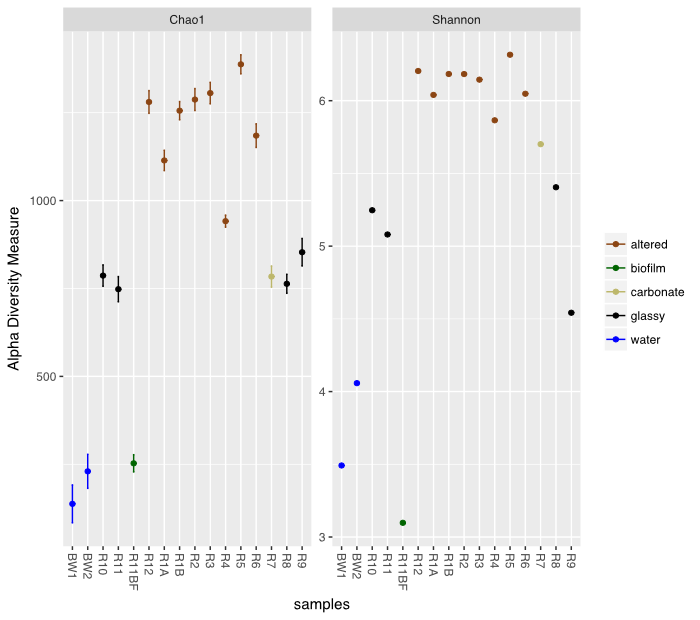 Chao1
Shannon
Alpha Diversity Measure
1000
500
6
5
4
3
BW1
BW2
R10
R11
R11BF
R12
R1A
R1B
R2
R3
R4
R5
R6
R7
R8
R9
BW1
BW2
R10
R11
R11BF
R12
R1A
R1B
R2
R3
R4
R5
R6
R7
R8
R9
samples
altered
biofilm
carbonate
glassy
water